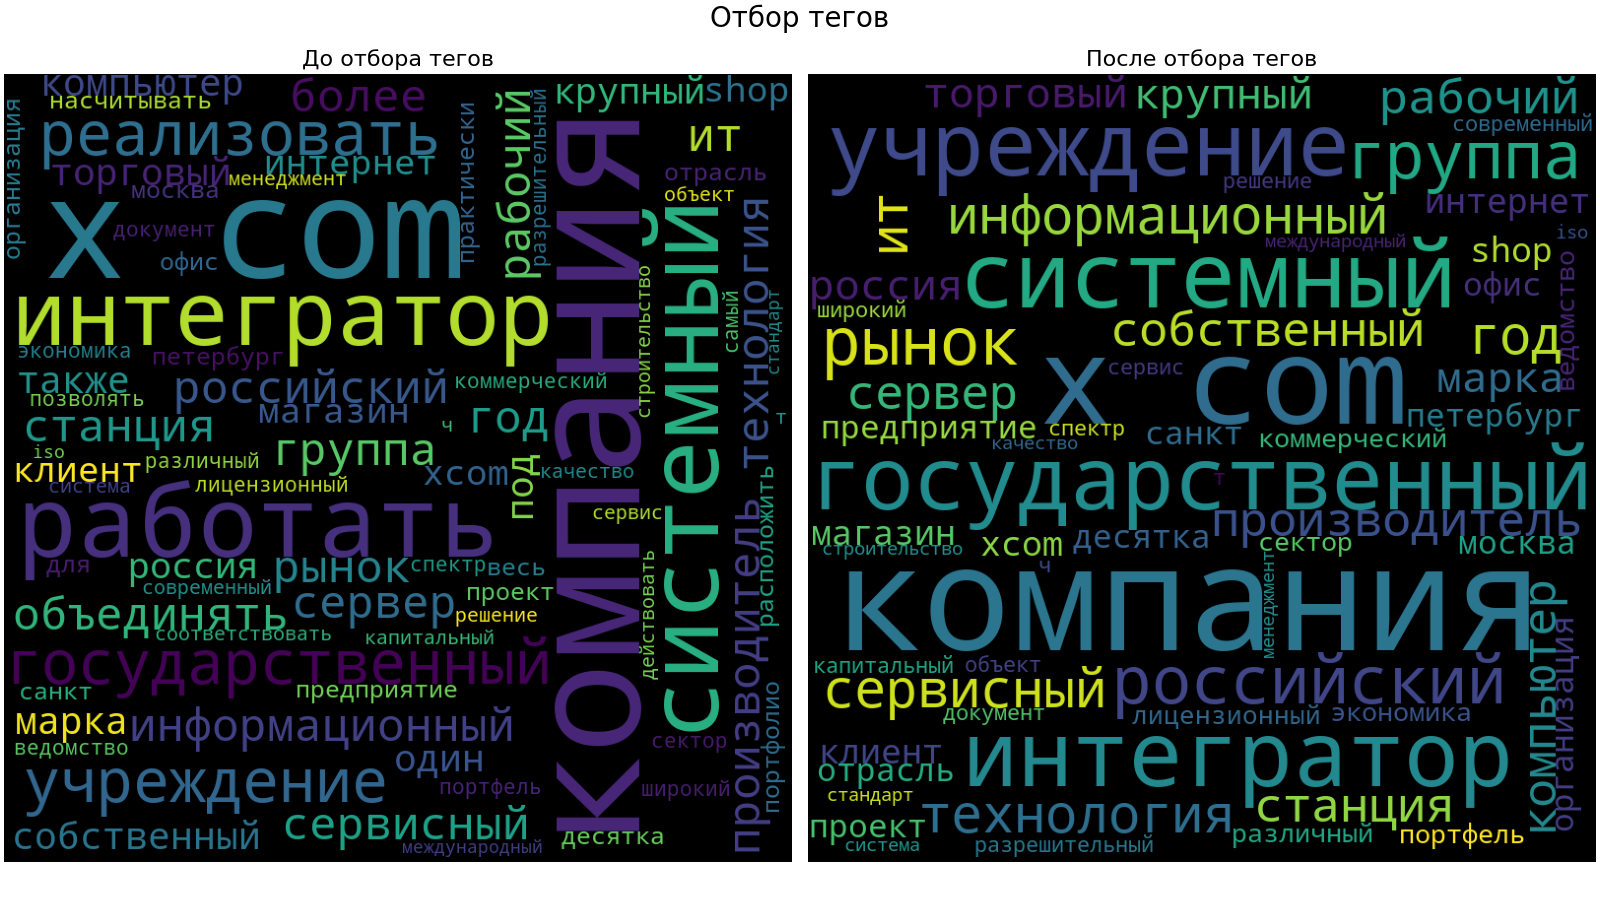 Отбор тегов
До отбора тегов
компьютер
более
крупный
shop
насчитывать
организация
реализовать
практически
рабочий
разрешительный
ит
интернет
торговый
менеджмент
москва
отрасль
объект
x com
документ
офис
компания
системный
технология
интегратор
строительство
самый
стандарт
экономика
петербург
также
позволять
российский
коммерческий
магазин
год
станция
ч
т
группа
iso
клиент
различный
xcom
под
качество
система
лицензионный
расположить
работать
сервис
для
россия
рынок
спектр
весь
современный
проект
действовать
объединять
сервер
решение
соответствовать
капитальный
государственный
производитель
санкт
предприятие
портфолио
марка
информационный
ведомство
один
сектор
учреждение
портфель
широкий
собственный
сервисный
десятка
международный
После отбора тегов
торговый
крупный
рабочий
современный
учреждение
группа
решение
ит
информационный
интернет
международный
iso
shop
системный
россия
офис
ведомство
широкий
рынок
собственный
год
x com
сервис
сервер
марка
предприятие
спектр
санкт
петербург
качество
коммерческий
государственный
т
магазин
xcom
десятка
производитель
строительство
сектор
москва
ч
компания
менеджмент
компьютер
организация
капитальный
объект
сервисный
российский
документ
лицензионный
экономика
клиент
отрасль
интегратор
стандарт
проект
технология
станция
система
разрешительный
различный
портфель